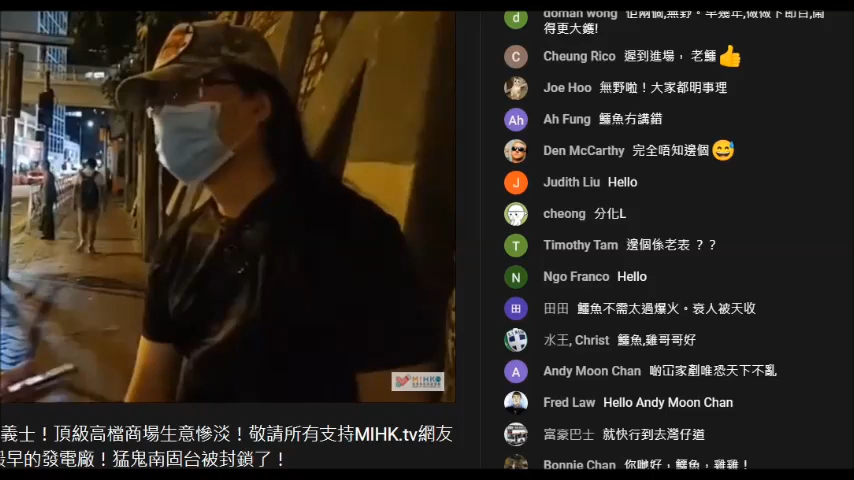 doman wong 但兩個,無野。早幾年,做做下節目,鬧
得更大鑊!
Cheung Rico 遲到進場， 老鱷👍
Joe Hoo 無野啦！大家都明事理
Ah Fung 鱷魚冇講錯
Den McCarthy 完全唔知邊個😅
Judith Liu Hello
cheong 分化L
Timothy Tam 邊個係老表 ？？
Ngo Franco Hello
田田 鱷魚不需太過爆火。衰人被天收
水王, Christ 鱷魚,雞哥哥好
Andy Moon Chan 啲冚家剷唯恐天下不亂
Fred Law Hello Andy Moon Chan
富豪巴士 就快行到去灣仔道
Bonnie Chan 你哋好，鱷魚，雞雞！
MIHK
義士！頂級高檔商場生意慘淡！敬請所有支持MIHK.tv網友
最早的發電廠！猛鬼南固台被封鎖了！